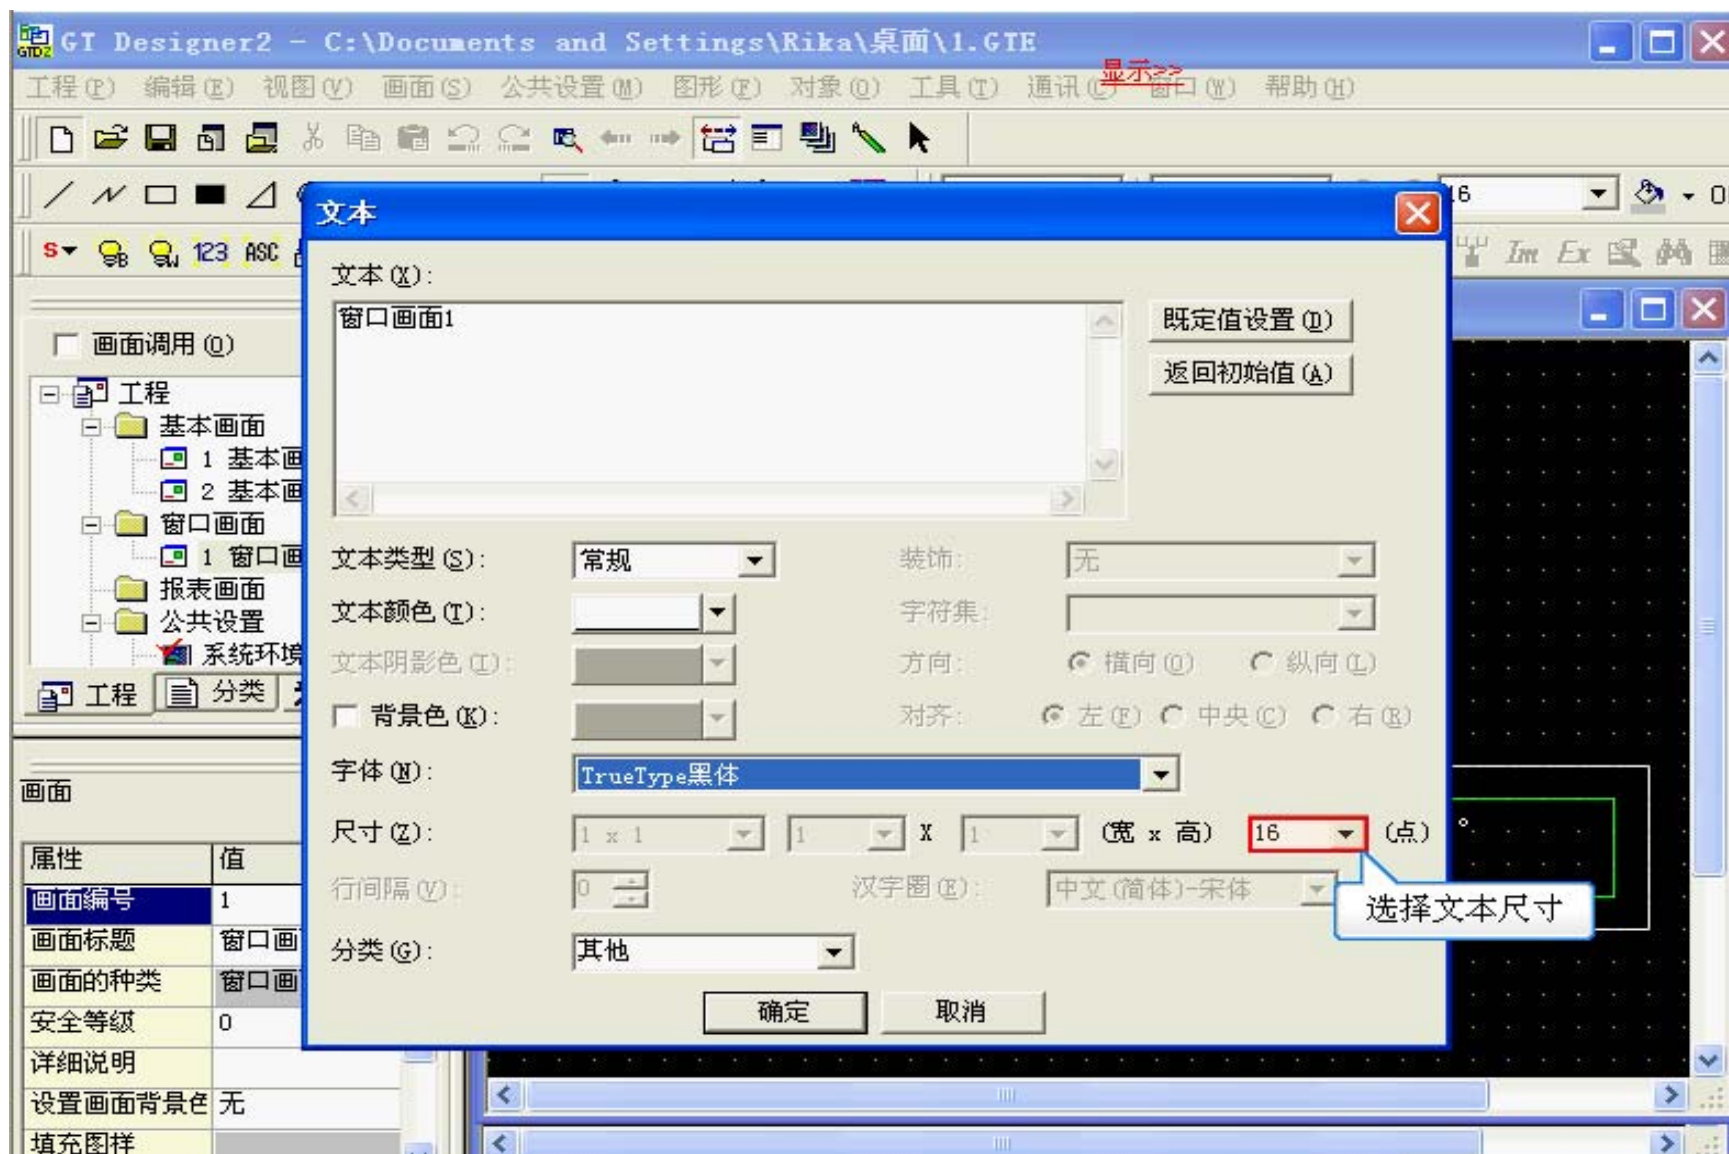 GT Designer2 - C:\Documents and Settings\Rika\桌面\1.GTE
工程(P) 编辑(E) 视图(V) 画面(S) 公共设置(M) 图形(F) 对象(O) 工具(T) 通讯(C) 窗口(W) 帮助(H)
显示>>
16
S 123 ASC Im Ex
文本
文本(X):
窗口画面1
既定值设置(D)
返回初始值(A)
画面调用(Q)
工程
基本画面
1 基本画
2 基本画
窗口画面
1 窗口画
报表画面
公共设置
系统环境
工程 分类
文本类型(S): 常规 装饰: 无
文本颜色(T): 字符集:
文本阴影色(I): 方向: 横向(O) 纵向(L)
背景色(K): 对齐: 左(F) 中央(C) 右(R)
字体(N): TrueType黑体
尺寸(Z): 1 x 1 1 X 1 (宽 x 高) 16 (点)
行间隔(V): 0 汉字圈(E): 中文(简体)-宋体
选择文本尺寸
分类(G): 其他
确定 取消
画面
属性 值
画面编号 1
画面标题 窗口画
画面的种类 窗口画
安全等级 0
详细说明
设置画面背景色 无
填充图样